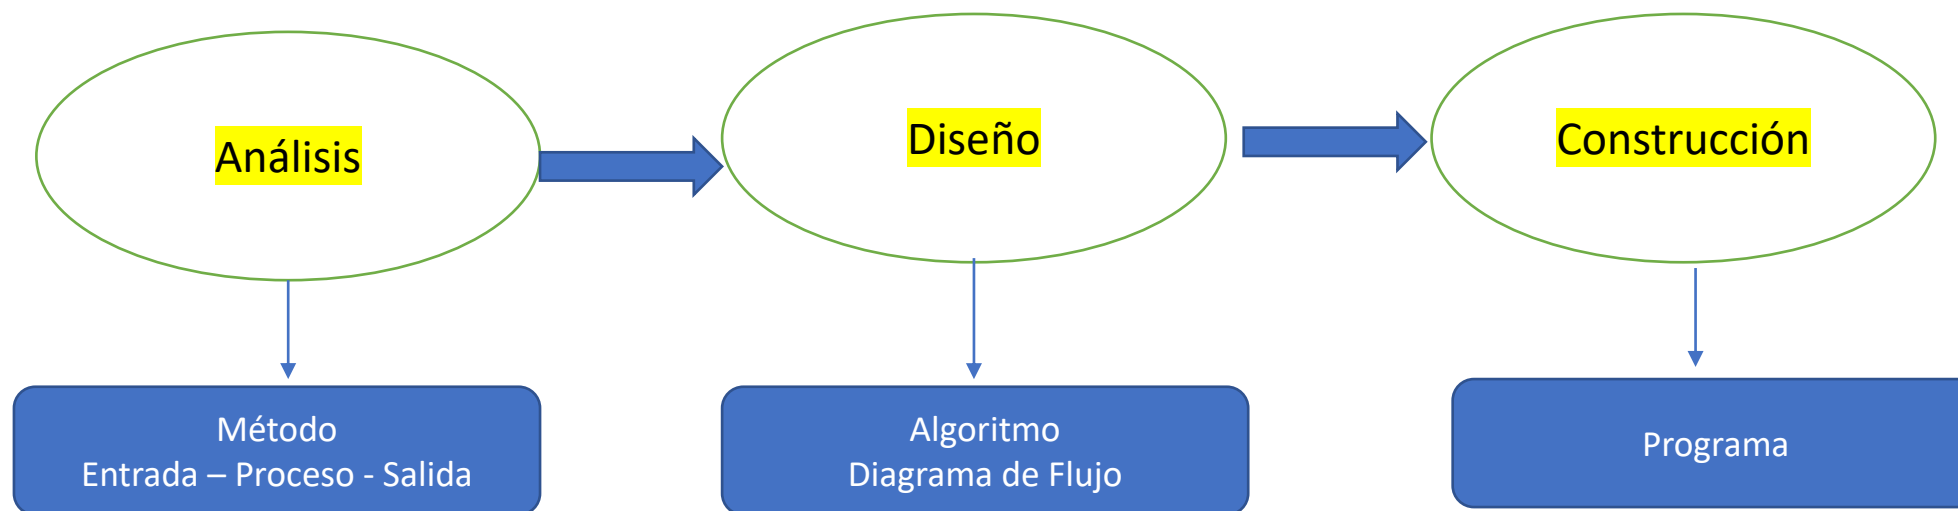 Análisis
Diseño
Construcción
Método
Entrada – Proceso - Salida
Algoritmo
Diagrama de Flujo
Programa